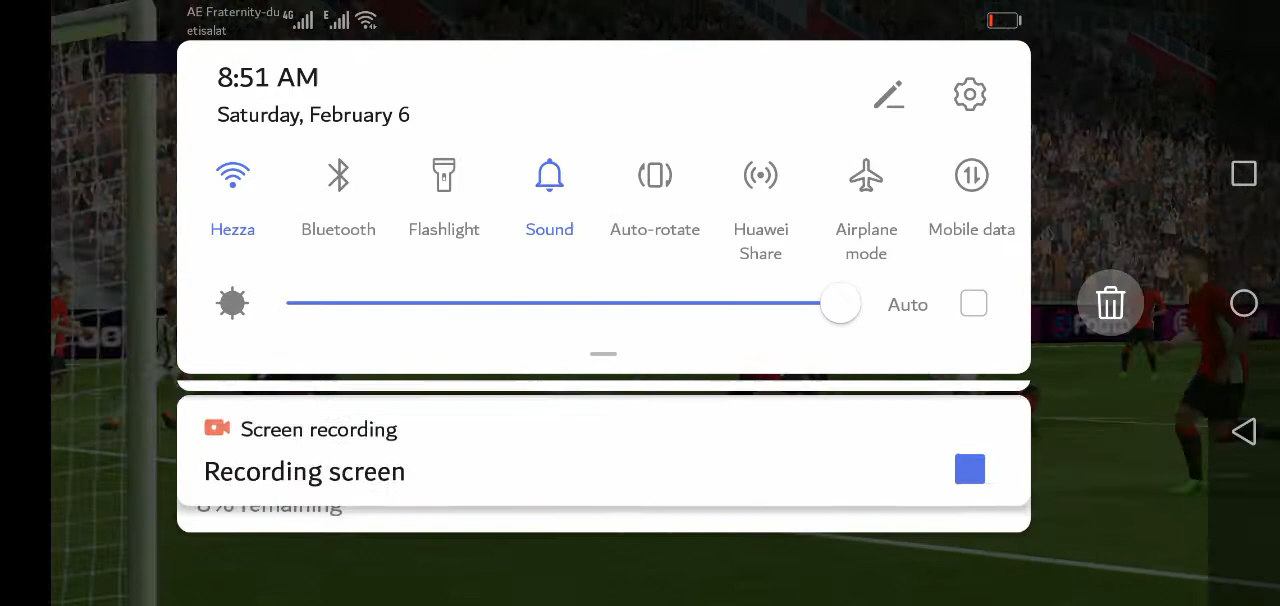 AE Fraternity-du
etisalat
4G
E
8:51 AM
Saturday, February 6
Hezza
Bluetooth
Flashlight
Sound
Auto-rotate
Huawei
Share
Airplane
mode
Mobile data
Auto
Screen recording
Recording screen
8% remaining